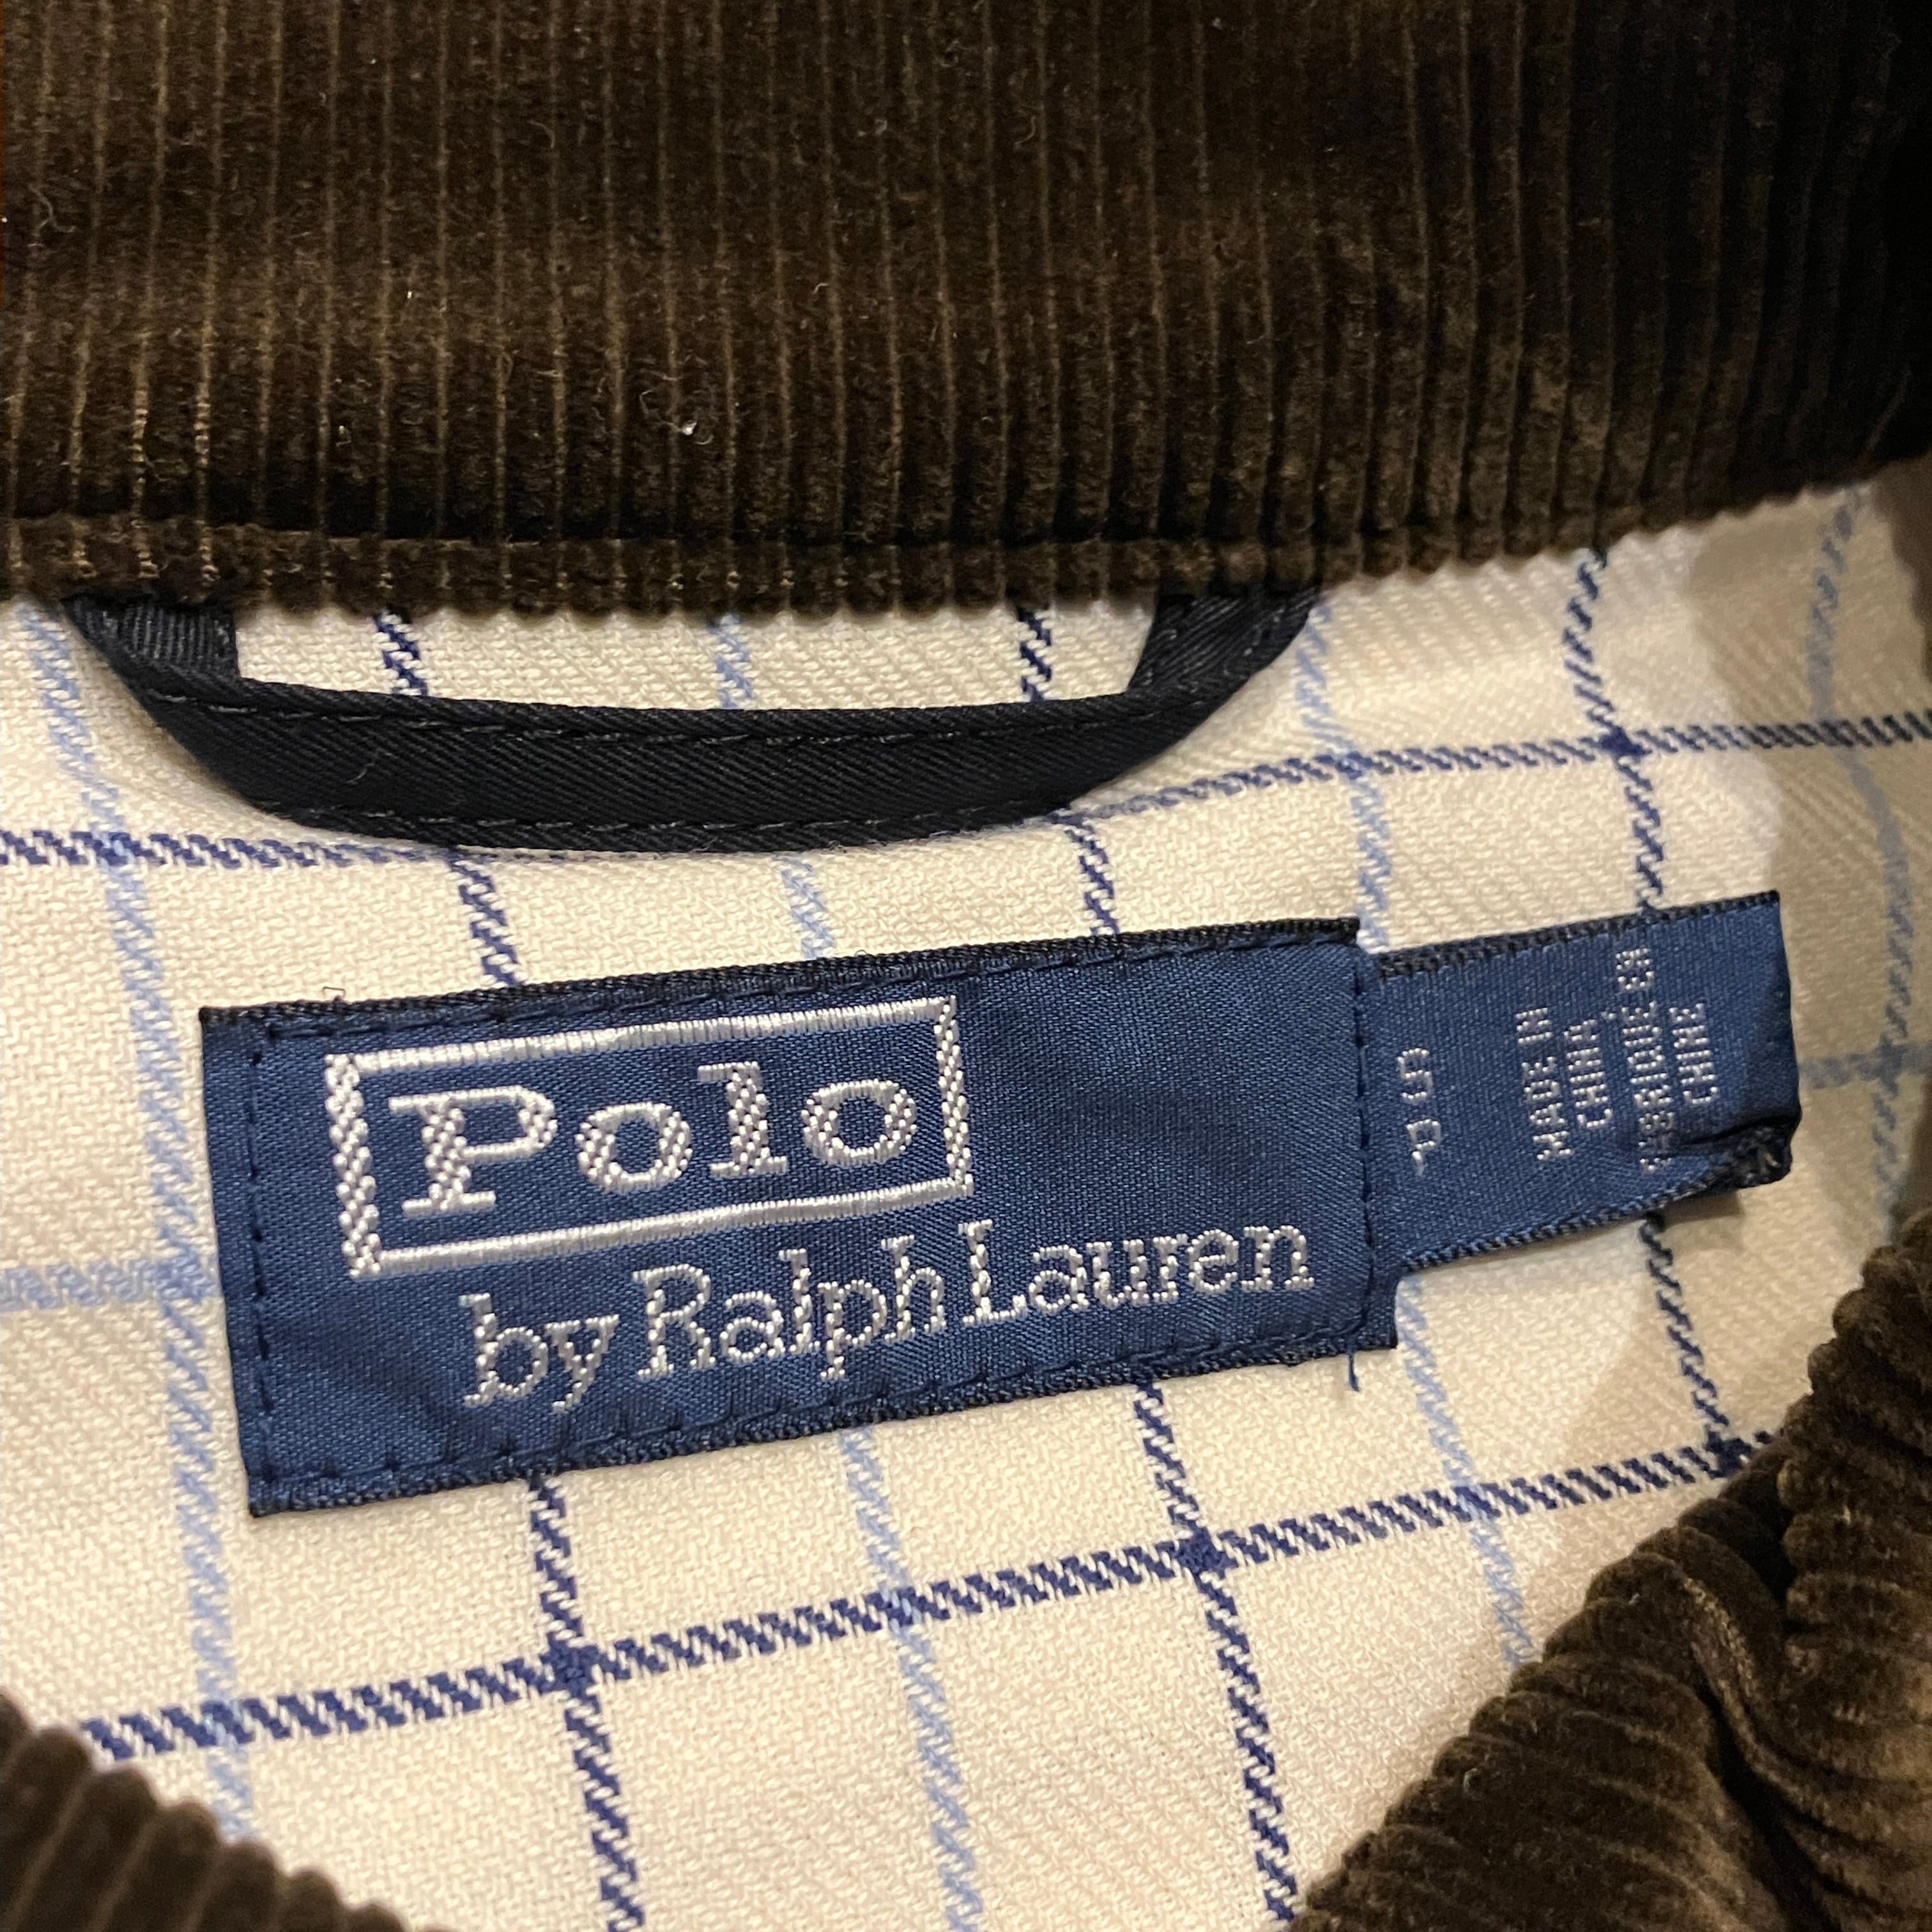 Polo
by Ralph Lauren
P.S
MADE IN
CHINA
FABRIQUÉ EN
CHINE